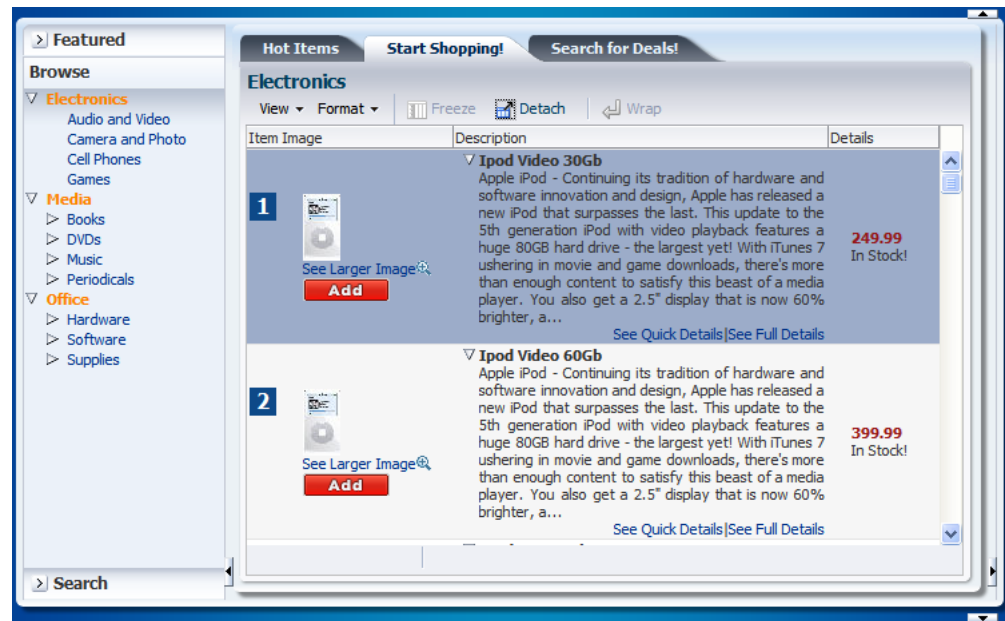 Featured
Browse
Electronics
Audio and Video
Camera and Photo
Cell Phones
Games
Media
Books
DVDs
Music
Periodicals
Office
Hardware
Software
Supplies
Search
Hot Items
Start Shopping!
Search for Deals!
Electronics
View
Format
Freeze
Detach
Wrap
Item Image
Description
Details
1
See Larger Image
Add
Ipod Video 30Gb
Apple iPod - Continuing its tradition of hardware and
software innovation and design, Apple has released a
new iPod that surpasses the last. This update to the
5th generation iPod with video playback features a
huge 80GB hard drive - the largest yet! With iTunes 7
ushering in movie and game downloads, there's more
than enough content to satisfy this beast of a media
player. You also get a 2.5" display that is now 60%
brighter, a...
See Quick Details|See Full Details
249.99
In Stock!
2
See Larger Image
Add
Ipod Video 60Gb
Apple iPod - Continuing its tradition of hardware and
software innovation and design, Apple has released a
new iPod that surpasses the last. This update to the
5th generation iPod with video playback features a
huge 80GB hard drive - the largest yet! With iTunes 7
ushering in movie and game downloads, there's more
than enough content to satisfy this beast of a media
player. You also get a 2.5" display that is now 60%
brighter, a...
See Quick Details|See Full Details
399.99
In Stock!